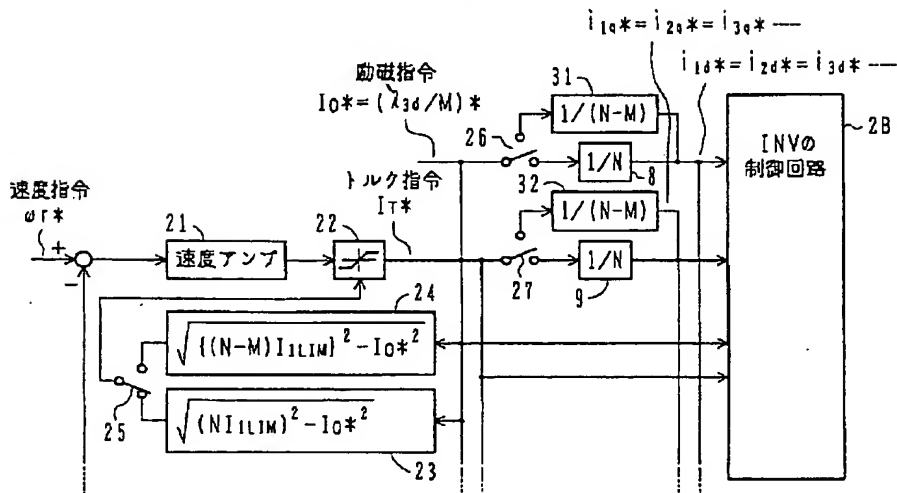 i1q*=i2q*=i3q* ----
励磁指令
I0*=(λ3d/M)*
31
i1d*=i2d*=i3d* ----
1/(N-M)
2B
26
INVの
制御回路
1/N
8
トルク指令
IT*
32
速度指令
ωr*
1/(N-M)
21
22
+
速度アンプ
-
27
1/N
9
24
√{(N-M)I1LIM}²-I0*²
25
√(NI1LIM)²-I0*²
23